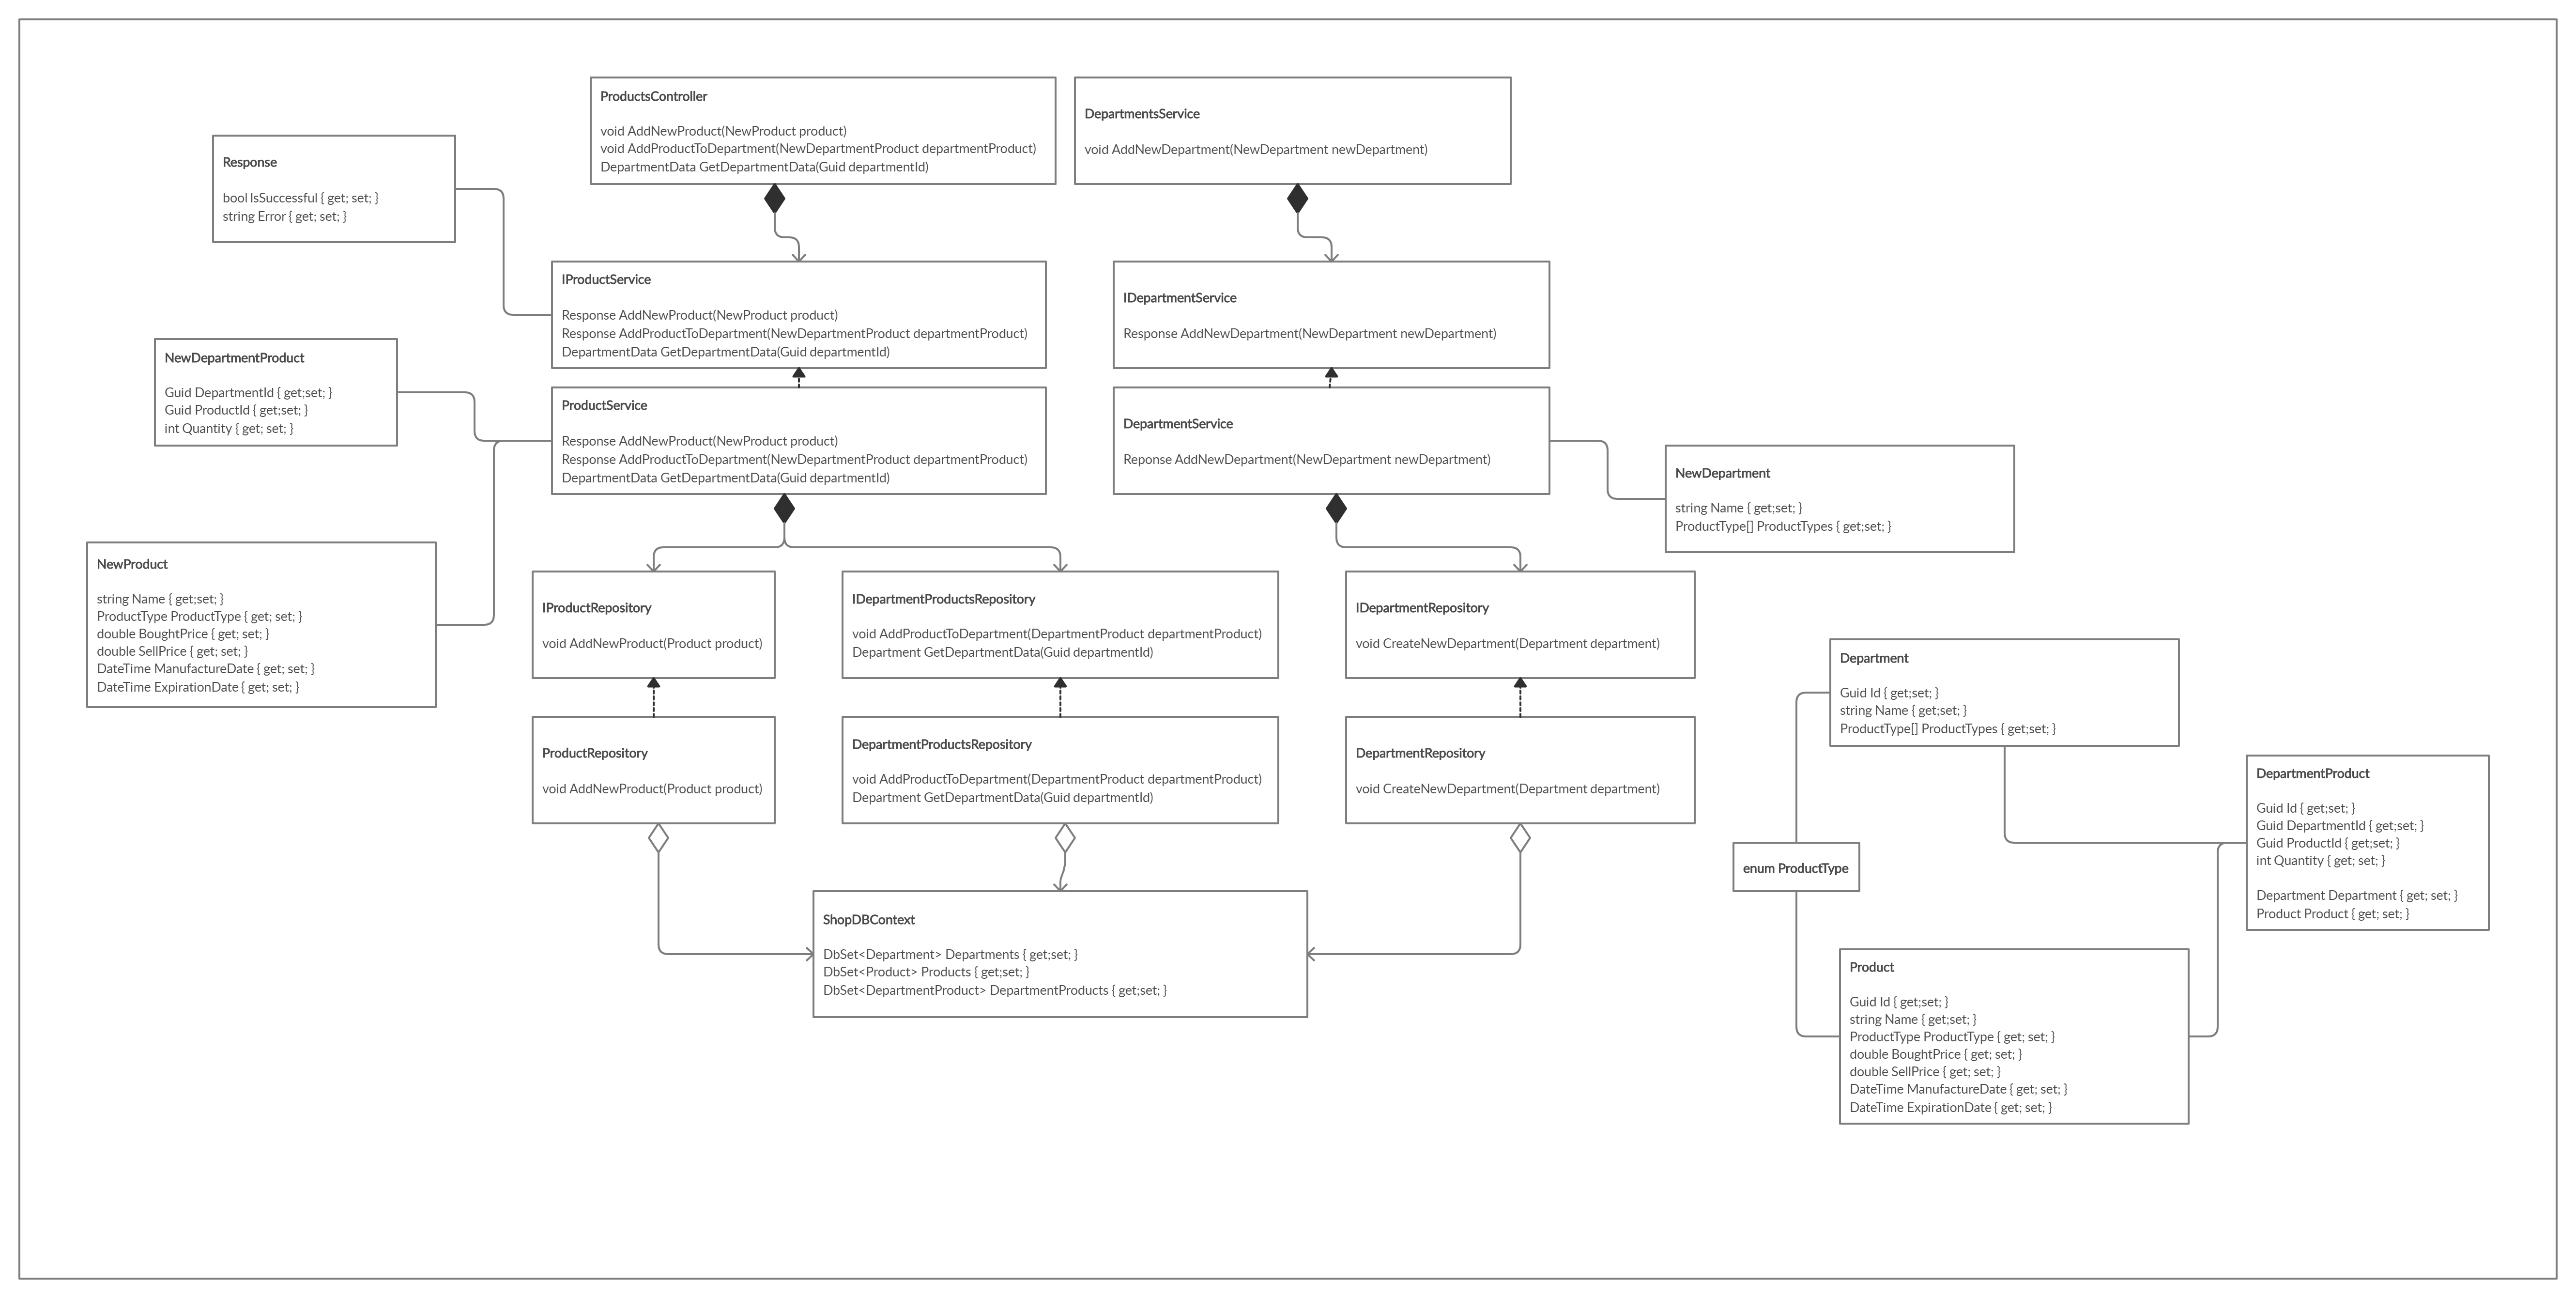 ProductsController
void AddNewProduct(NewProduct product)
void AddProductToDepartment(NewDepartmentProduct departmentProduct)
DepartmentData GetDepartmentData(Guid departmentId)
DepartmentsService
void AddNewDepartment(NewDepartment newDepartment)
Response
bool IsSuccessful { get; set; }
string Error { get; set; }
IProductService
Response AddNewProduct(NewProduct product)
Response AddProductToDepartment(NewDepartmentProduct departmentProduct)
DepartmentData GetDepartmentData(Guid departmentId)
IDepartmentService
Response AddNewDepartment(NewDepartment newDepartment)
NewDepartmentProduct
Guid DepartmentId { get;set; }
Guid ProductId { get;set; }
int Quantity { get; set; }
ProductService
Response AddNewProduct(NewProduct product)
Response AddProductToDepartment(NewDepartmentProduct departmentProduct)
DepartmentData GetDepartmentData(Guid departmentId)
DepartmentService
Reponse AddNewDepartment(NewDepartment newDepartment)
NewDepartment
string Name { get;set; }
ProductType[] ProductTypes { get;set; }
NewProduct
string Name { get;set; }
ProductType ProductType { get; set; }
double BoughtPrice { get; set; }
double SellPrice { get; set; }
DateTime ManufactureDate { get; set; }
DateTime ExpirationDate { get; set; }
IProductRepository
void AddNewProduct(Product product)
IDepartmentProductsRepository
void AddProductToDepartment(DepartmentProduct departmentProduct)
Department GetDepartmentData(Guid departmentId)
IDepartmentRepository
void CreateNewDepartment(Department department)
Department
Guid Id { get;set; }
string Name { get;set; }
ProductType[] ProductTypes { get;set; }
ProductRepository
void AddNewProduct(Product product)
DepartmentProductsRepository
void AddProductToDepartment(DepartmentProduct departmentProduct)
Department GetDepartmentData(Guid departmentId)
DepartmentRepository
void CreateNewDepartment(Department department)
DepartmentProduct
Guid Id { get;set; }
Guid DepartmentId { get;set; }
Guid ProductId { get;set; }
int Quantity { get; set; }
Department Department { get; set; }
Product Product { get; set; }
enum ProductType
ShopDBContext
DbSet<Department> Departments { get;set; }
DbSet<Product> Products { get;set; }
DbSet<DepartmentProduct> DepartmentProducts { get;set; }
Product
Guid Id { get;set; }
string Name { get;set; }
ProductType ProductType { get; set; }
double BoughtPrice { get; set; }
double SellPrice { get; set; }
DateTime ManufactureDate { get; set; }
DateTime ExpirationDate { get; set; }